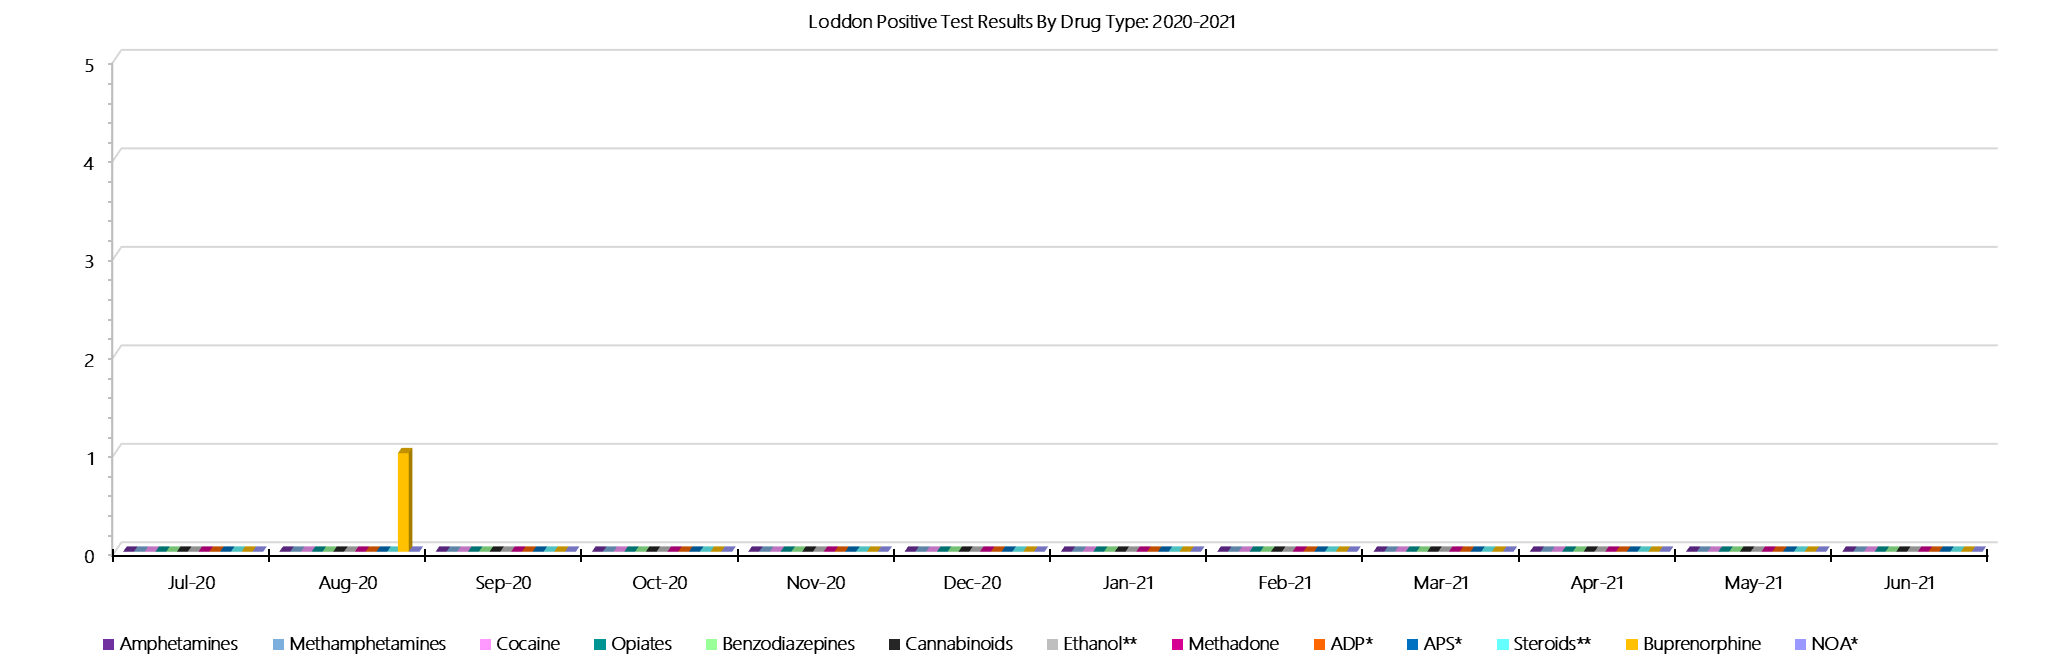 Loddon Positive Test Results By Drug Type: 2020-2021
5
4
3
2
1
0
Jul-20 Aug-20 Sep-20 Oct-20 Nov-20 Dec-20 Jan-21 Feb-21 Mar-21 Apr-21 May-21 Jun-21
Amphetamines Methamphetamines Cocaine Opiates Benzodiazepines Cannabinoids Ethanol** Methadone ADP* APS* Steroids** Buprenorphine NOA*